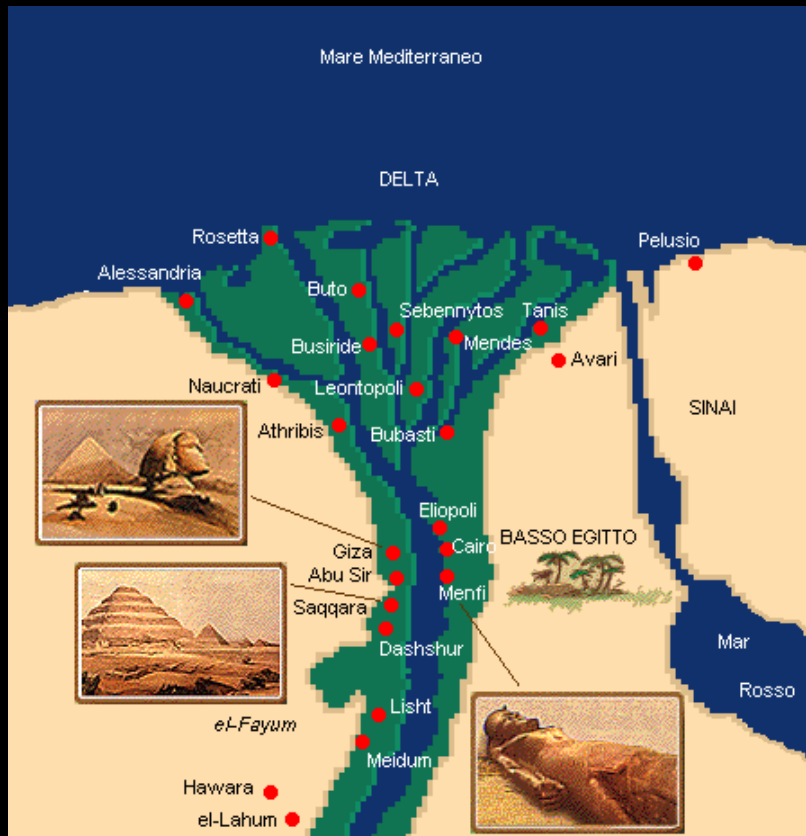 Mare Mediterraneo
DELTA
Rosetta
Pelusio
Alessandria
Buto
Sebennytos
Tanis
Busiride
Mendes
Avari
Naucrati
Leontopoli
SINAI
Athribis
Bubasti
Eliopoli
BASSO EGITTO
Giza
Cairo
Abu Sir
Menfi
Saqqara
Dashshur
Mar
Rosso
Lisht
el-Fayum
Meidum
Hawara
el-Lahum